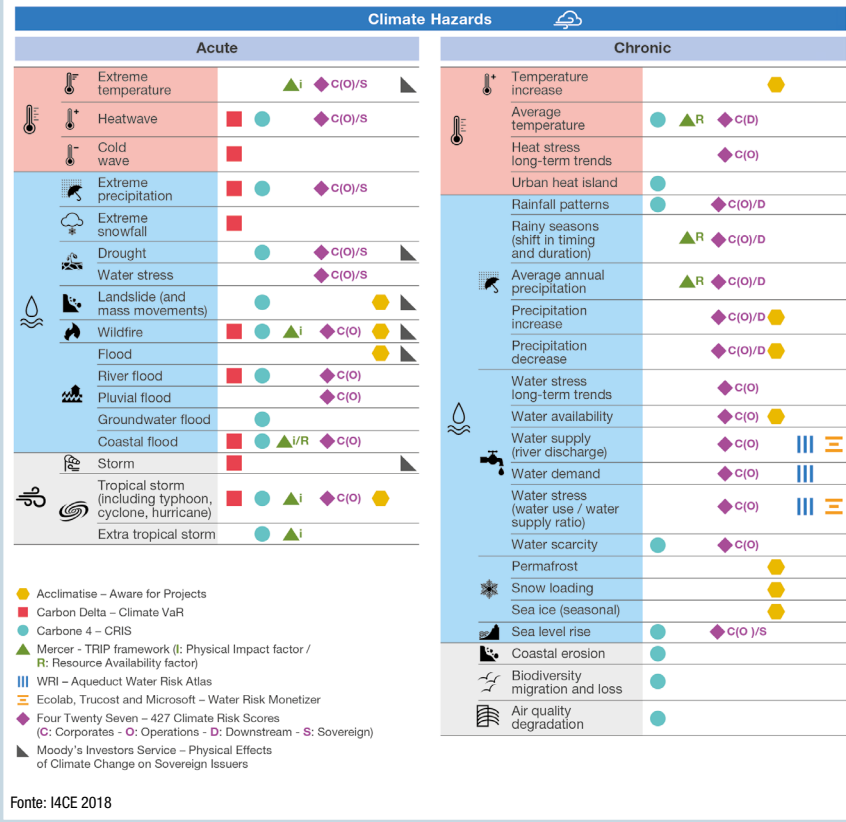 Climate Hazards
Acute
Extreme
temperature
i
C(O)/S
Heatwave
C(O)/S
Cold
wave
Extreme
precipitation
C(O)/S
Extreme
snowfall
Drought
C(O)/S
Water stress
C(O)/S
Landslide (and
mass movements)
Wildfire
i
C(O)
Flood
River flood
C(O)
Pluvial flood
C(O)
Groundwater flood
Coastal flood
i/R
C(O)
Storm
Tropical storm
(including typhoon,
cyclone, hurricane)
i
C(O)
Extra tropical storm
i
Chronic
Temperature
increase
Average
temperature
R
C(D)
Heat stress
long-term trends
C(O)
Urban heat island
Rainfall patterns
C(O)/D
Rainy seasons
(shift in timing
and duration)
R
C(O)/D
Average annual
precipitation
R
C(O)/D
Precipitation
increase
C(O)/D
Precipitation
decrease
C(O)/D
Water stress
long-term trends
C(O)
Water availability
C(O)
Water supply
(river discharge)
C(O)
Water demand
C(O)
Water stress
(water use / water
supply ratio)
C(O)
Water scarcity
C(O)
Permafrost
Snow loading
Sea ice (seasonal)
Sea level rise
C(O )/S
Coastal erosion
Biodiversity
migration and loss
Air quality
degradation
Acclimatise – Aware for Projects
Carbon Delta – Climate VaR
Carbone 4 – CRIS
Mercer - TRIP framework (I: Physical Impact factor /
R: Resource Availability factor)
WRI – Aqueduct Water Risk Atlas
Ecolab, Trucost and Microsoft – Water Risk Monetizer
Four Twenty Seven – 427 Climate Risk Scores
(C: Corporates - O: Operations - D: Downstream - S: Sovereign)
Moody's Investors Service – Physical Effects
of Climate Change on Sovereign Issuers
Fonte: I4CE 2018